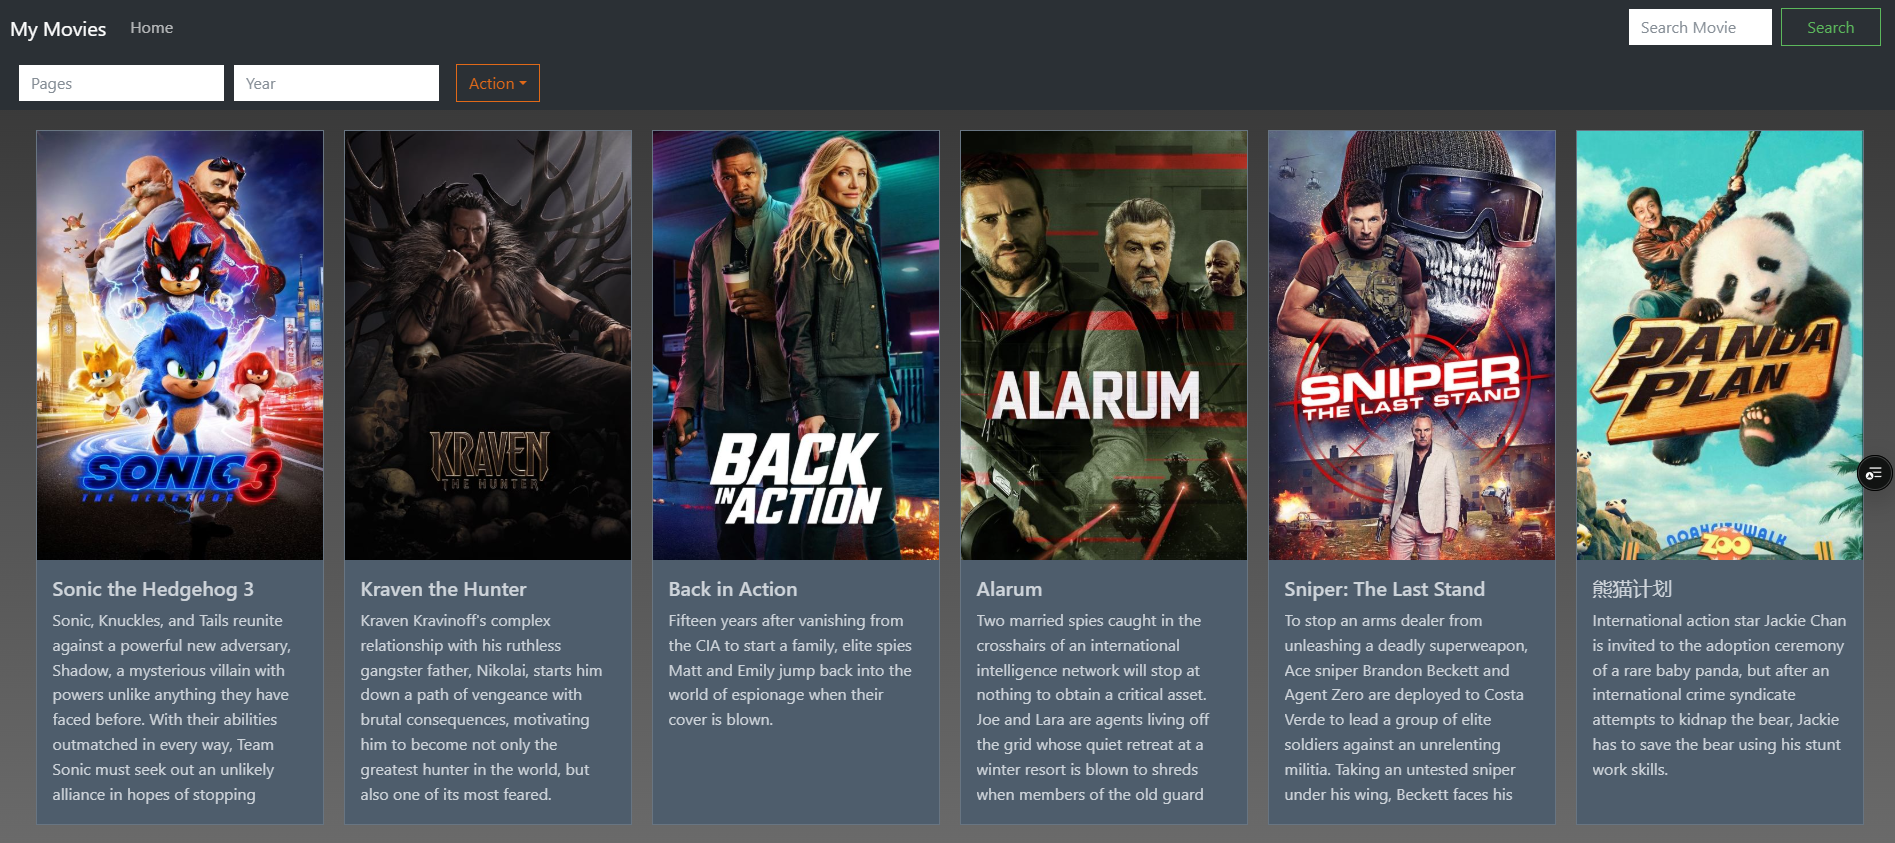 My Movies Home Search Movie Search
Pages Year Action
SONIC 3
THE HEDGEHOG
KRAVEN
THE HUNTER
BACK
IN ACTION
ALARUM
SNIPER
THE LAST STAND
PANDA
PLAN
ZOO
Sonic the Hedgehog 3
Sonic, Knuckles, and Tails reunite
against a powerful new adversary,
Shadow, a mysterious villain with
powers unlike anything they have
faced before. With their abilities
outmatched in every way, Team
Sonic must seek out an unlikely
alliance in hopes of stopping
Kraven the Hunter
Kraven Kravinoff's complex
relationship with his ruthless
gangster father, Nikolai, starts him
down a path of vengeance with
brutal consequences, motivating
him to become not only the
greatest hunter in the world, but
also one of its most feared.
Back in Action
Fifteen years after vanishing from
the CIA to start a family, elite spies
Matt and Emily jump back into the
world of espionage when their
cover is blown.
Alarum
Two married spies caught in the
crosshairs of an international
intelligence network will stop at
nothing to obtain a critical asset.
Joe and Lara are agents living off
the grid whose quiet retreat at a
winter resort is blown to shreds
when members of the old guard
Sniper: The Last Stand
To stop an arms dealer from
unleashing a deadly superweapon,
Ace sniper Brandon Beckett and
Agent Zero are deployed to Costa
Verde to lead a group of elite
soldiers against an unrelenting
militia. Taking an untested sniper
under his wing, Beckett faces his
熊猫计划
International action star Jackie Chan
is invited to the adoption ceremony
of a rare baby panda, but after an
international crime syndicate
attempts to kidnap the bear, Jackie
has to save the bear using his stunt
work skills.